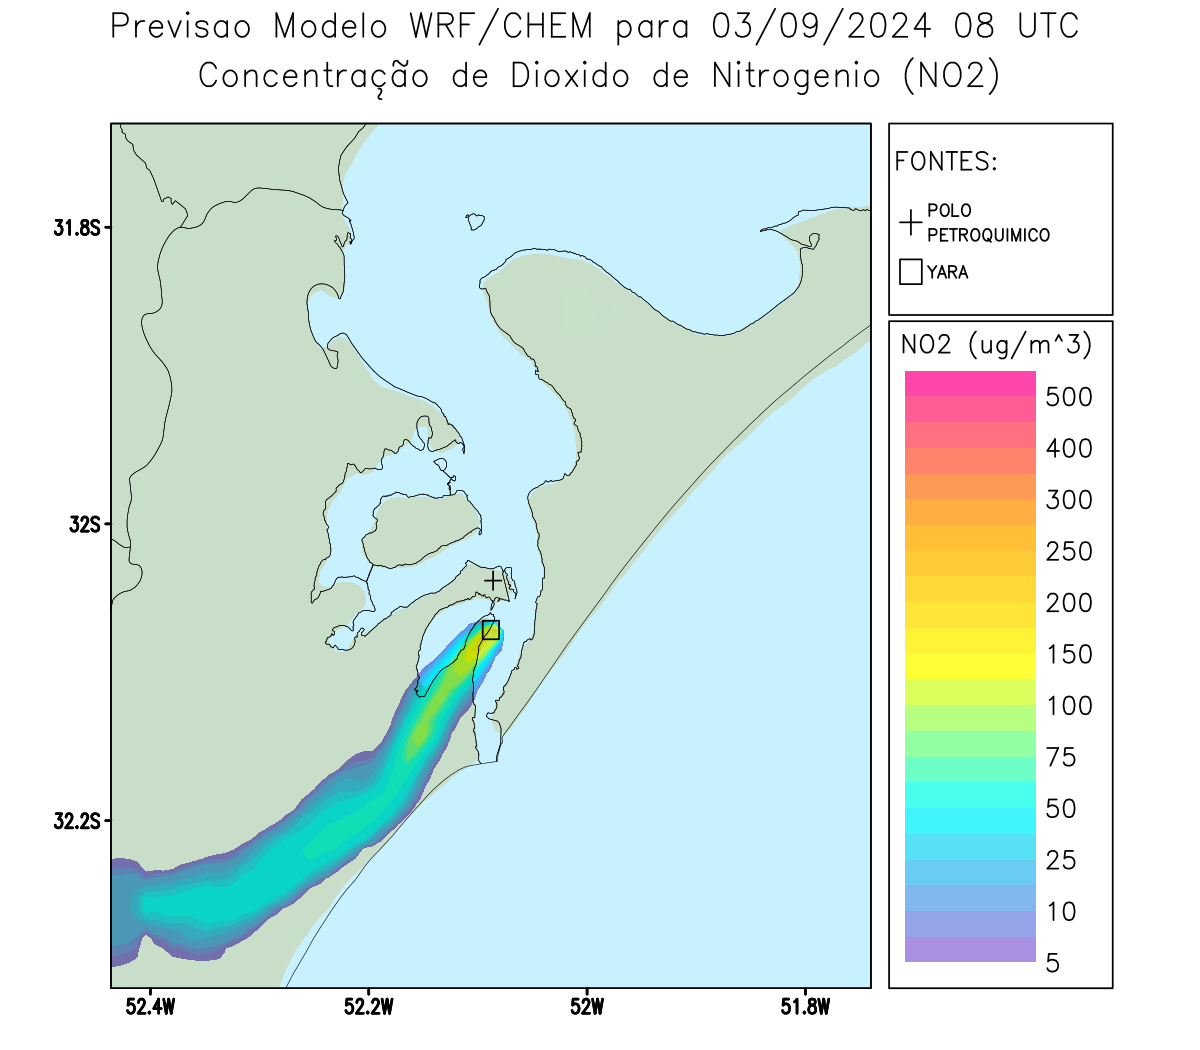 Previsao Modelo WRF/CHEM para 03/09/2024 08 UTC
Concentração de Dioxido de Nitrogenio (NO2)
FONTES:
POLO
PETROQUIMICO
YARA
NO2 (ug/m^3)
500
400
300
250
200
150
100
75
50
25
10
5
31.8S
32S
32.2S
52.4W
52.2W
52W
51.8W